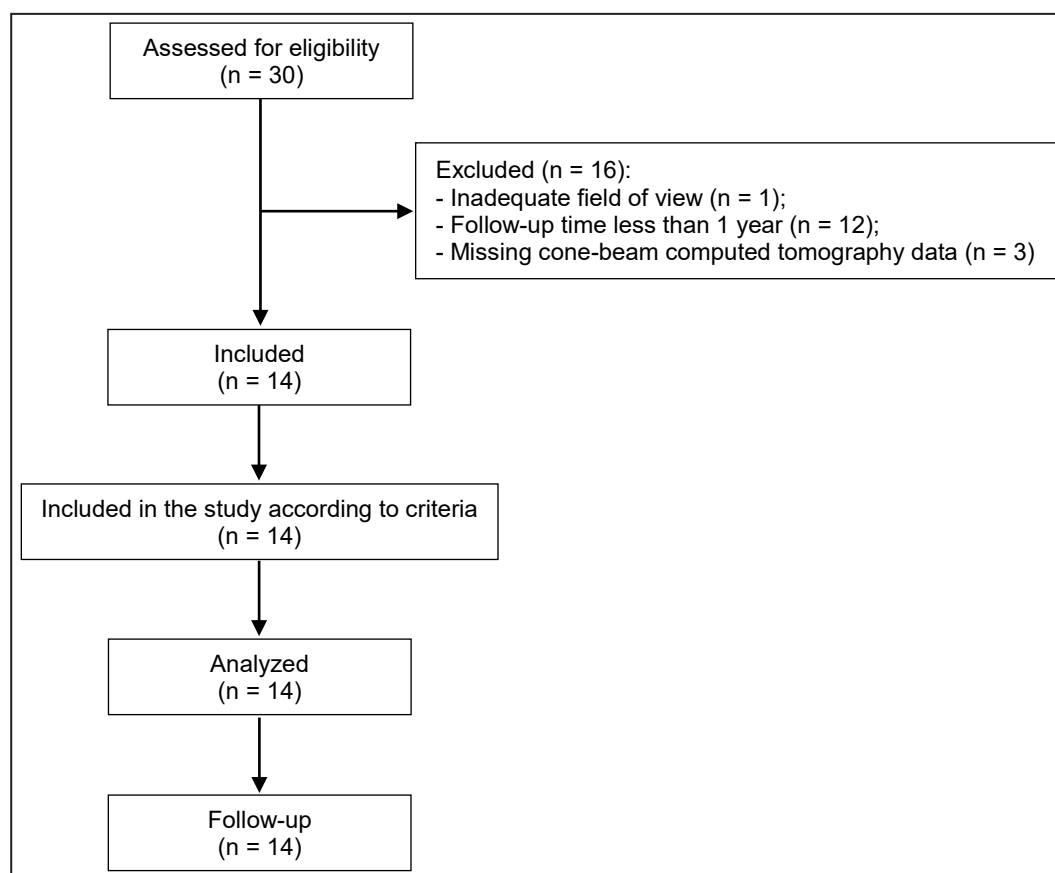 Assessed for eligibility
(n = 30)
Excluded (n = 16):
- Inadequate field of view (n = 1);
- Follow-up time less than 1 year (n = 12);
- Missing cone-beam computed tomography data (n = 3)
Included
(n = 14)
Included in the study according to criteria
(n = 14)
Analyzed
(n = 14)
Follow-up
(n = 14)